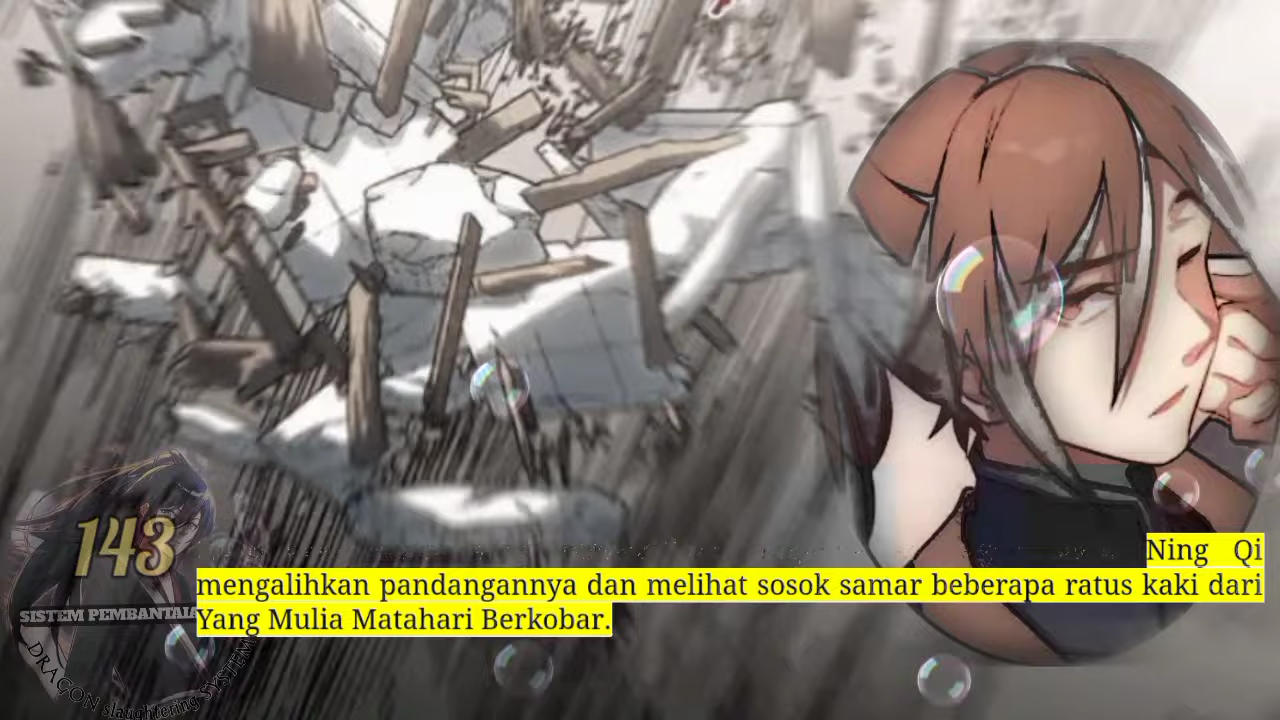 Ning Qi
mengalihkan pandangannya dan melihat sosok samar beberapa ratus kaki dari
Yang Mulia Matahari Berkobar.
143
SISTEM PEMBANTAIA
DRAGON slaughtering SYSTEM